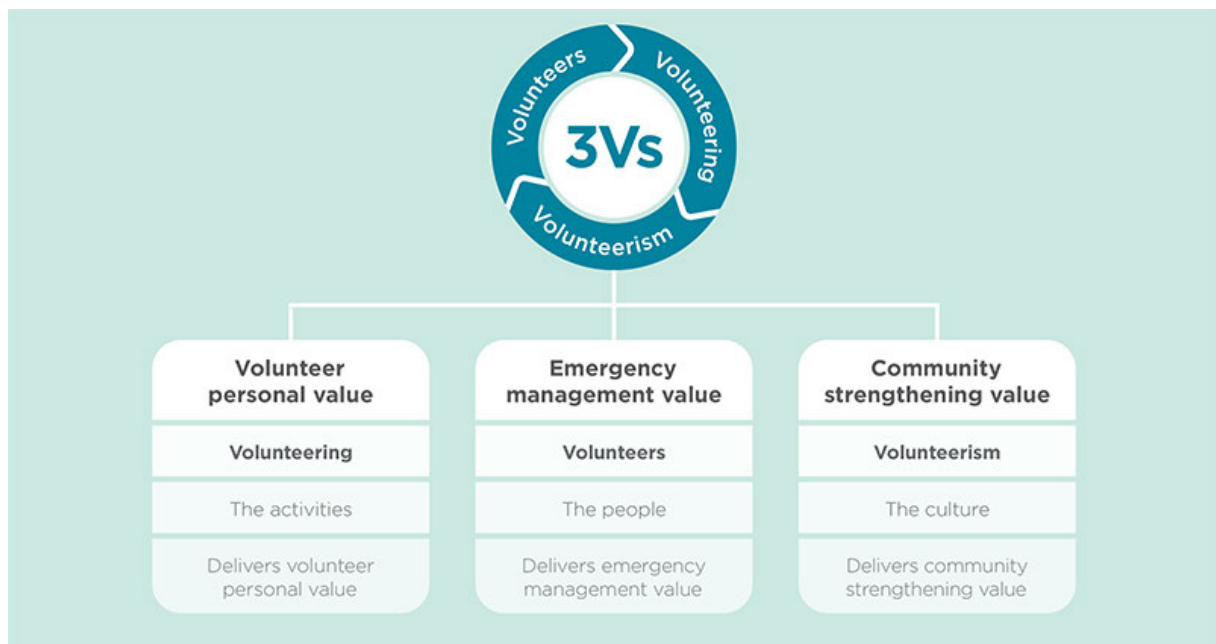 Volunteers
Volunteering
Volunteerism
3Vs
Volunteer
personal value
Volunteering
The activities
Delivers volunteer
personal value
Emergency
management value
Volunteers
The people
Delivers emergency
management value
Community
strengthening value
Volunteerism
The culture
Delivers community
strengthening value